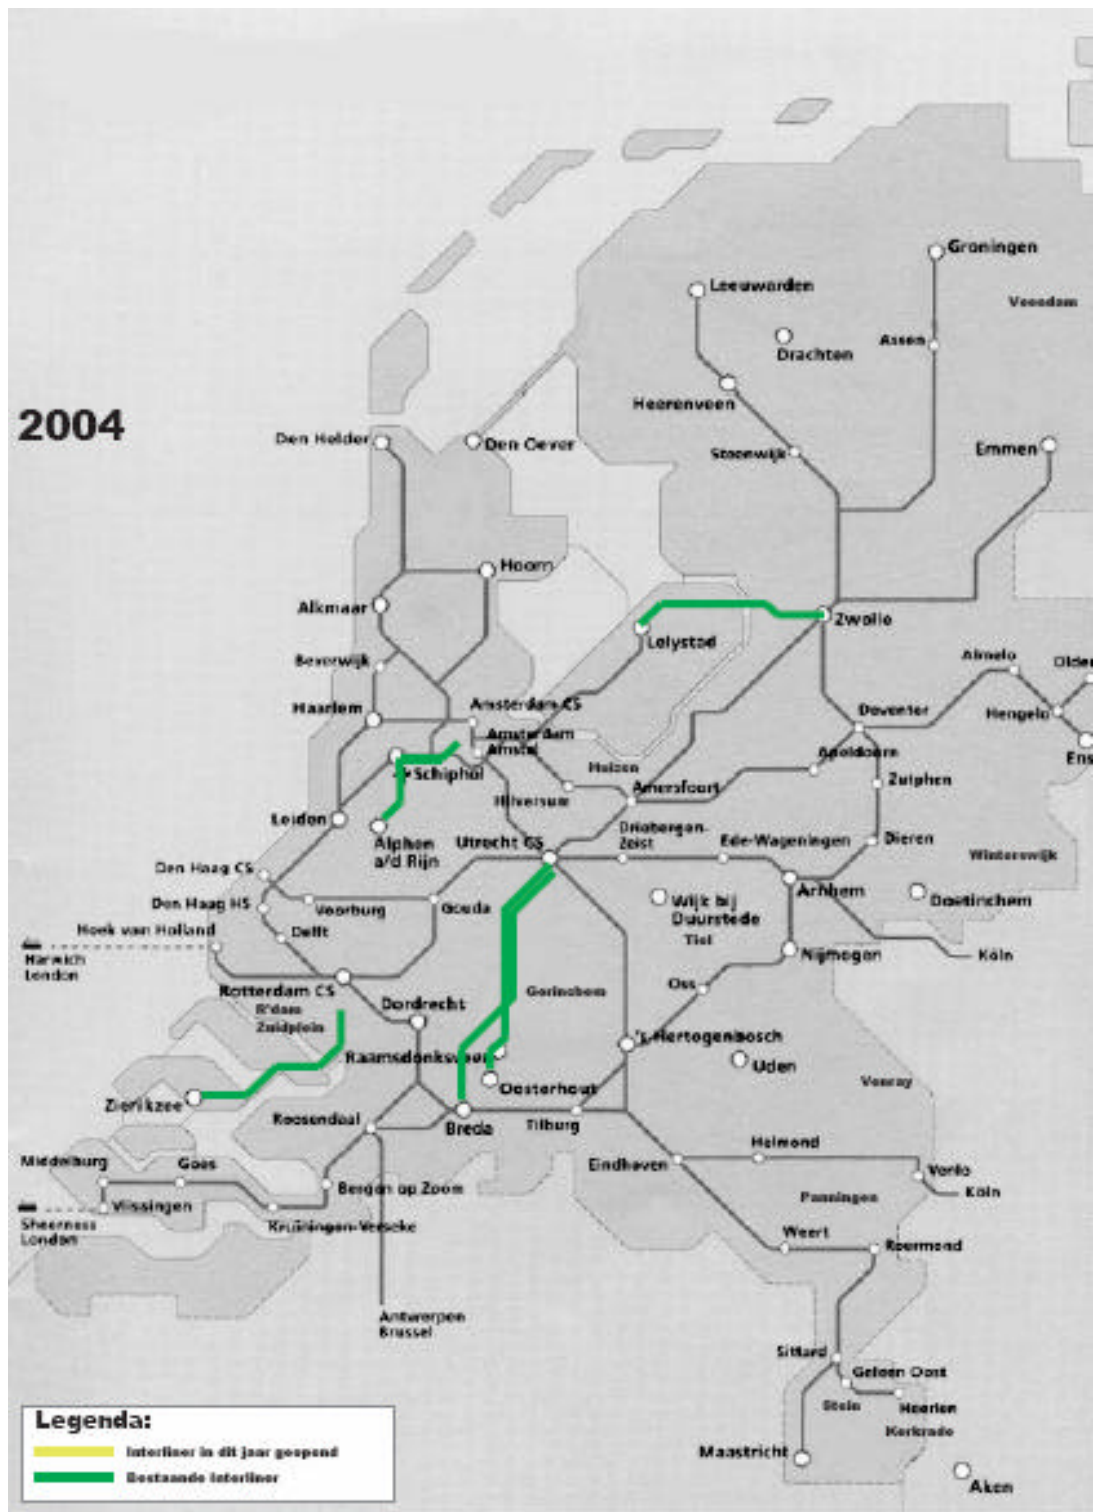 Groningen
Leeuwarden
Veendam
Assen
Drachten
Heerenveen
2004
Den Helder
Den Oever
Steenwijk
Emmen
Hoorn
Alkmaar
Zwolle
Lelystad
Beverwijk
Almelo
Olden
Haarlem
Amsterdam CS
Deventer
Hengelo
Amsterdam
Amstel
Apeldoorn
Ens
Schiphol
Huizen
Zutphen
Hilversum
Amersfoort
Leiden
Alphen
a/d Rijn
Utrecht CS
Driebergen-
Zeist
Ede-Wageningen
Dieren
Winterswijk
Den Haag CS
Arnhem
Den Haag HS
Voorburg
Gouda
Wijk bij
Duurstede
Doetinchem
Hoek van Holland
Delft
Tiel
Harwich
London
Nijmegen
Köln
Rotterdam CS
Oss
R'dam
Zuidplein
Dordrecht
Gorinchem
Raamsdonksveer
's-Hertogenbosch
Uden
Zierikzee
Oosterhout
Venray
Roosendaal
Breda
Tilburg
Middelburg
Goes
Eindhoven
Helmond
Venlo
Vlissingen
Bergen op Zoom
Panningen
Köln
Sheerness
London
Kruiningen-Yerseke
Weert
Roermond
Antwerpen
Brussel
Sittard
Geleen Oost
Stein
Heerlen
Kerkrade
Maastricht
Aken
Legenda:
Interliner in dit jaar geopend
Bestaande Interliner